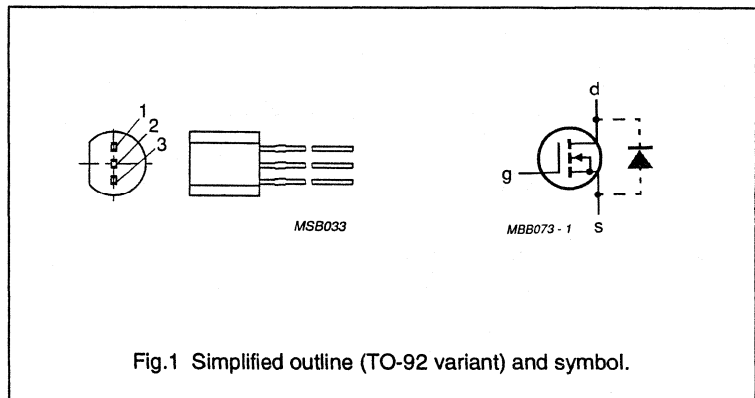 1
2
3
MSB033
d
g
s
MBB073 - 1
Fig.1 Simplified outline (TO-92 variant) and symbol.